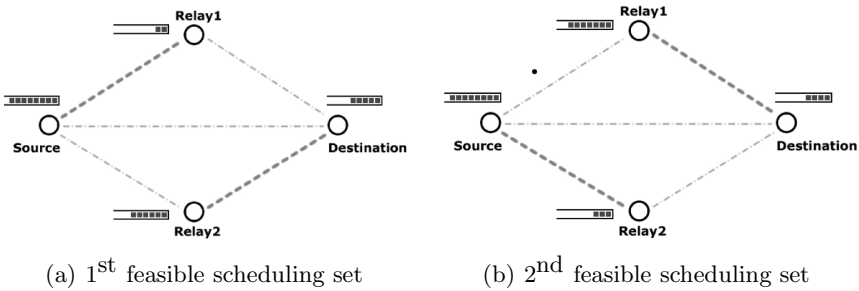 Relay1
Relay1
Source
Destination
Source
Destination
Relay2
Relay2
(a) 1st feasible scheduling set
(b) 2nd feasible scheduling set